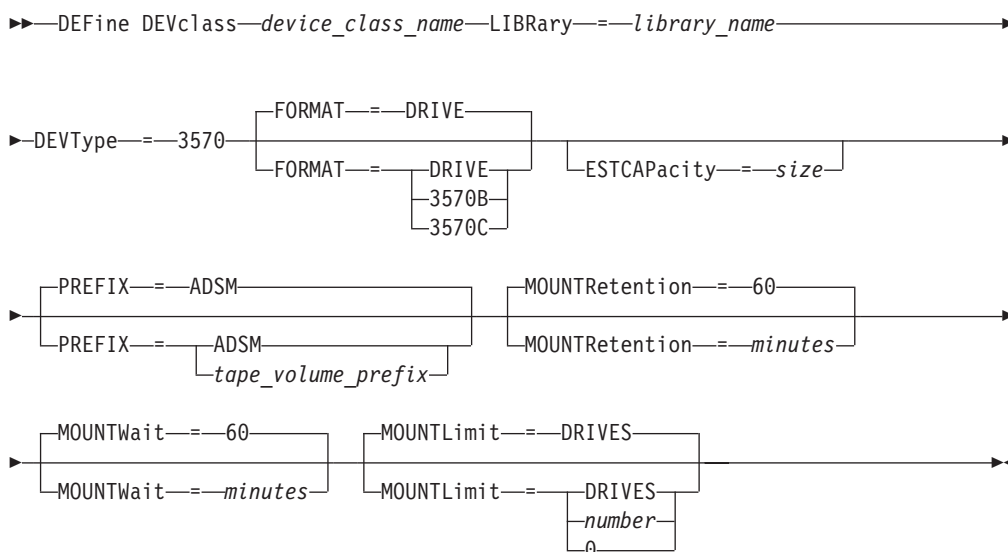 DEFine DEVclass device_class_name LIBRary = library_name
DEVType = 3570
FORMAT = DRIVE
FORMAT = DRIVE
3570B
3570C
ESTCAPacity = size
PREFIX = ADSM
PREFIX = ADSM
tape_volume_prefix
MOUNTRetention = 60
MOUNTRetention = minutes
MOUNTWait = 60
MOUNTWait = minutes
MOUNTLimit = DRIVES
MOUNTLimit = DRIVES
number
0